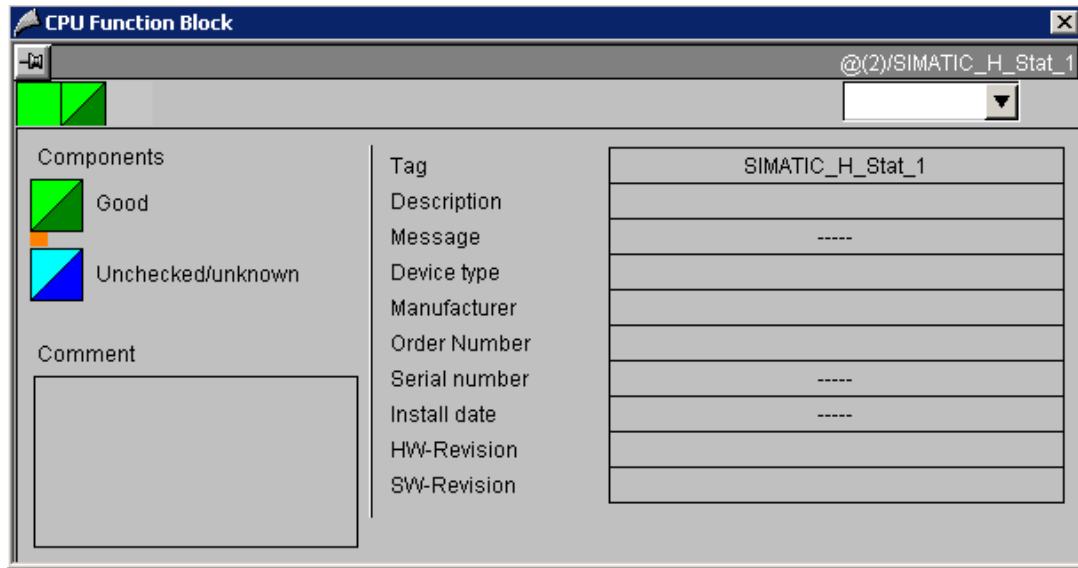 CPU Function Block
@(2)/SIMATIC_H_Stat_1
Components
Good
Unchecked/unknown
Comment
Tag SIMATIC_H_Stat_1
Description
Message -----
Device type
Manufacturer
Order Number
Serial number -----
Install date -----
HW-Revision
SW-Revision